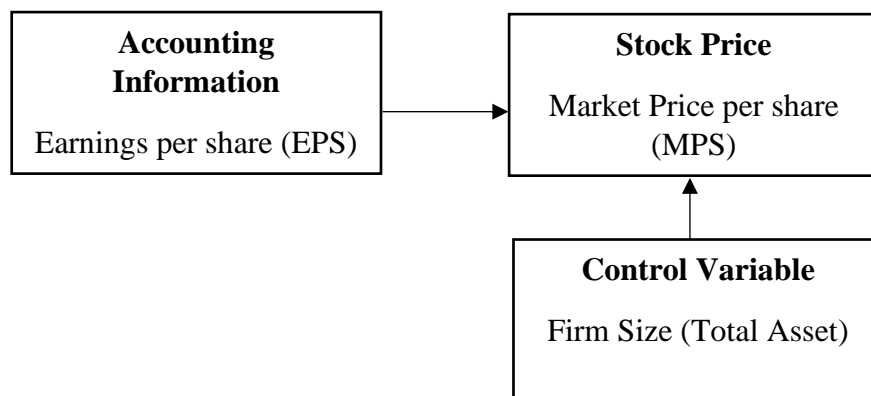 Accounting
Information
Earnings per share (EPS)
Stock Price
Market Price per share
(MPS)
Control Variable
Firm Size (Total Asset)